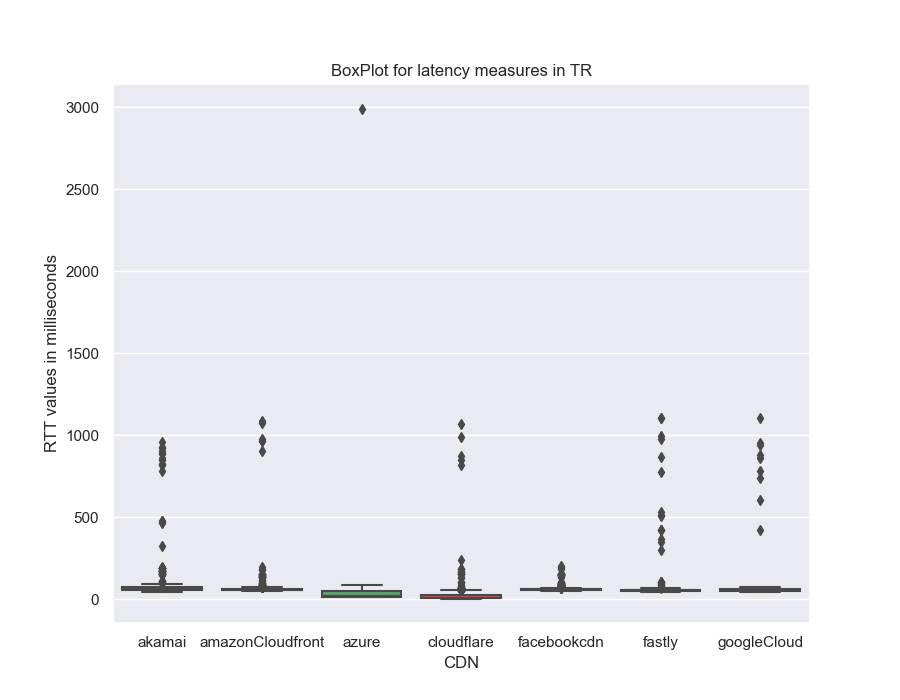 BoxPlot for latency measures in TR
3000
2500
2000
1500
1000
500
0
RTT values in milliseconds
akamai amazonCloudfront azure cloudflare facebookcdn fastly googleCloud
CDN